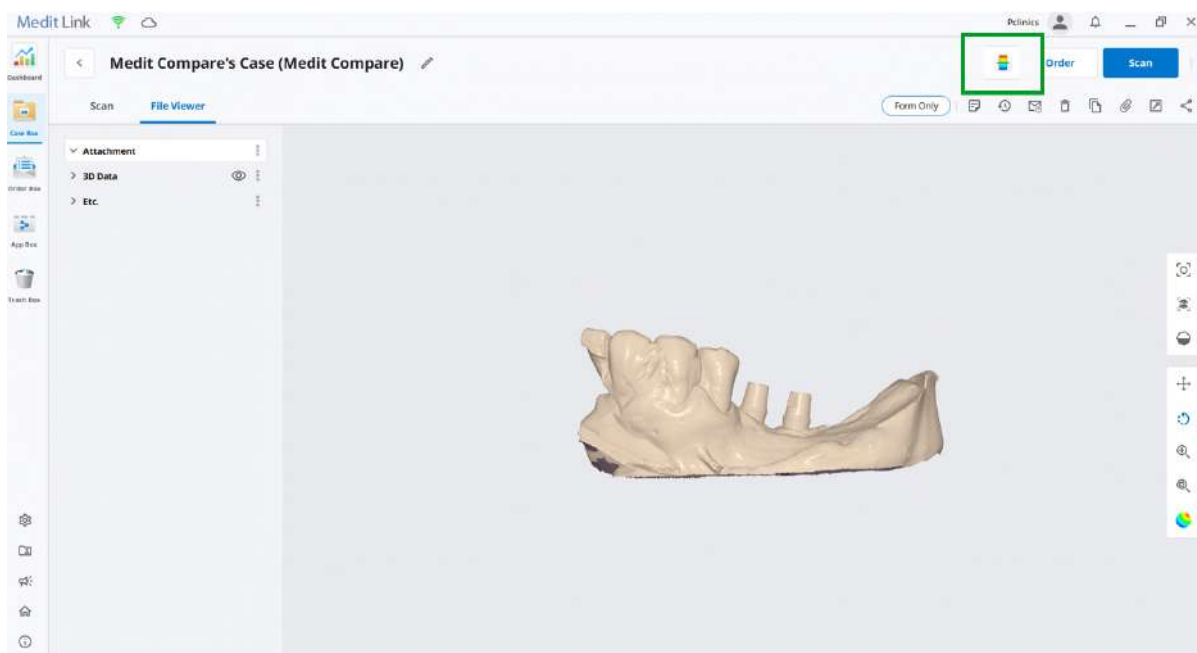 Medit Link
Pclinics
Dashboard
Medit Compare's Case (Medit Compare)
Order
Scan
Scan
File Viewer
Form Only
Case Box
Attachment
3D Data
Etc.
Order Box
App Box
Trash Box